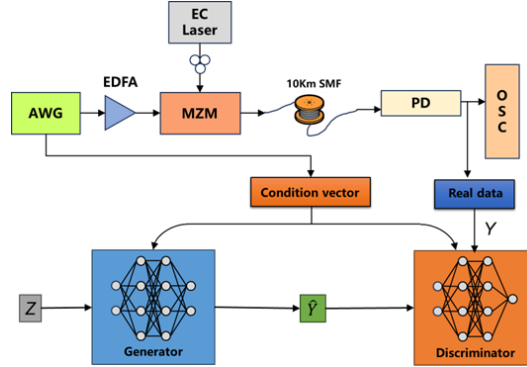 EC
Laser
EDFA
10Km SMF
AWG
MZM
PD
O
S
C
Condition vector
Real data
Y
Z
Ŷ
Generator
Discriminator